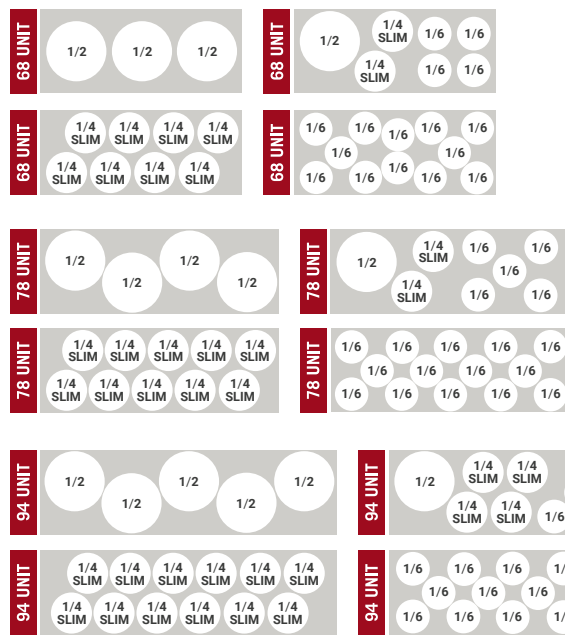 68 UNIT
1/2 1/2 1/2
68 UNIT
1/2
1/4
SLIM
1/6 1/6
1/4
SLIM
1/6 1/6
68 UNIT
1/4 1/4 1/4 1/4
SLIM SLIM SLIM SLIM
1/4 1/4 1/4 1/4
SLIM SLIM SLIM SLIM
68 UNIT
1/6 1/6 1/6 1/6 1/6
1/6 1/6
1/6 1/6 1/6 1/6 1/6
78 UNIT
1/2 1/2
1/2 1/2
78 UNIT
1/2
1/4
SLIM
1/6 1/6
1/6
1/4
SLIM
1/6 1/6
78 UNIT
1/4 1/4 1/4 1/4 1/4
SLIM SLIM SLIM SLIM SLIM
1/4 1/4 1/4 1/4 1/4
SLIM SLIM SLIM SLIM SLIM
78 UNIT
1/6 1/6 1/6 1/6 1/6
1/6 1/6 1/6 1/6
1/6 1/6 1/6 1/6 1/6
94 UNIT
1/2 1/2 1/2
1/2 1/2
94 UNIT
1/2
1/4 1/4
SLIM SLIM
1/4 1/4
SLIM SLIM
1/6
94 UNIT
1/4 1/4 1/4 1/4 1/4 1/4
SLIM SLIM SLIM SLIM SLIM SLIM
1/4 1/4 1/4 1/4 1/4 1/4
SLIM SLIM SLIM SLIM SLIM SLIM
94 UNIT
1/6 1/6 1/6
1/6 1/6 1/6
1/6 1/6 1/6